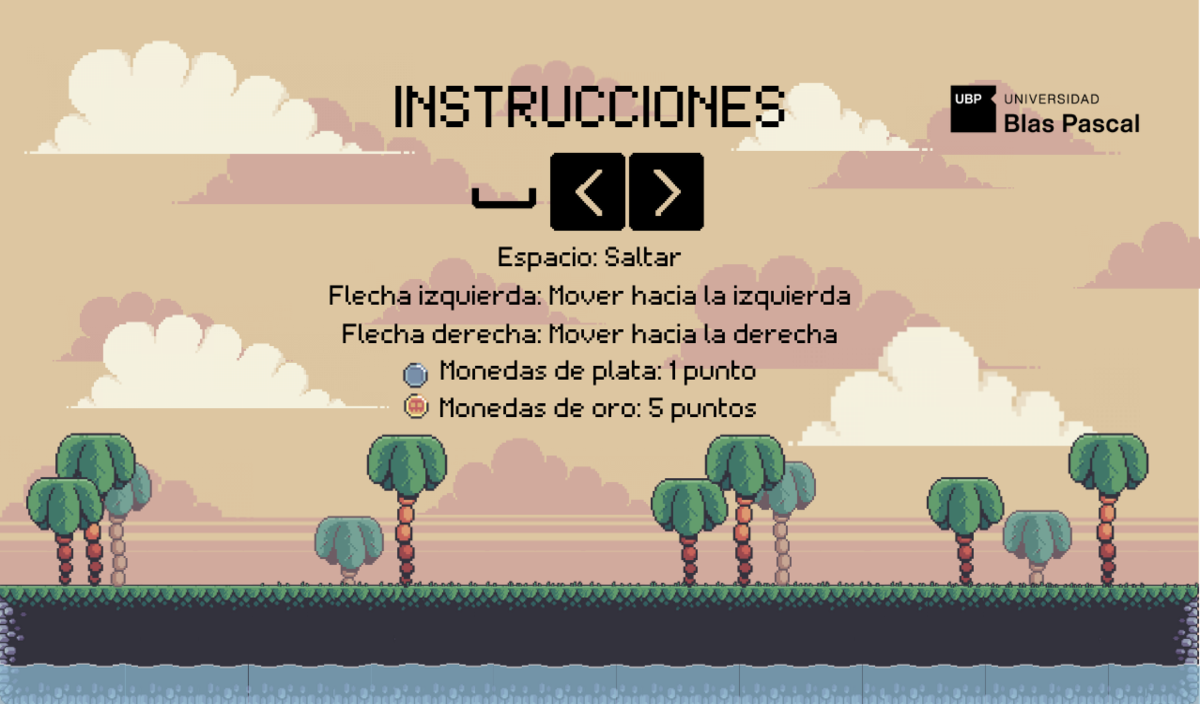 INSTRUCCIONES
UBP UNIVERSIDAD
Blas Pascal
Espacio: Saltar
Flecha izquierda: Mover hacia la izquierda
Flecha derecha: Mover hacia la derecha
Monedas de plata: 1 punto
Monedas de oro: 5 puntos